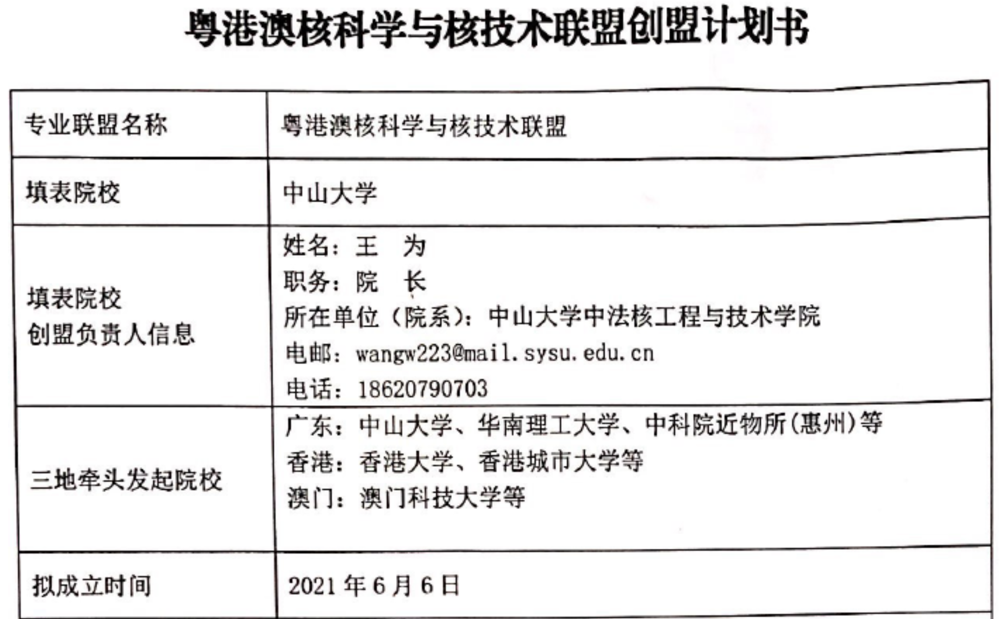 粤港澳核科学与核技术联盟创盟计划书
专业联盟名称
粤港澳核科学与核技术联盟
填表院校
中山大学
填表院校
创盟负责人信息
姓名：王　为
职务：院　长
所在单位（院系）：中山大学中法核工程与技术学院
电邮：wangw223@mail.sysu.edu.cn
电话：18620790703
三地牵头发起院校
广东：中山大学、华南理工大学、中科院近物所(惠州)等
香港：香港大学、香港城市大学等
澳门：澳门科技大学等
拟成立时间
2021 年 6 月 6 日